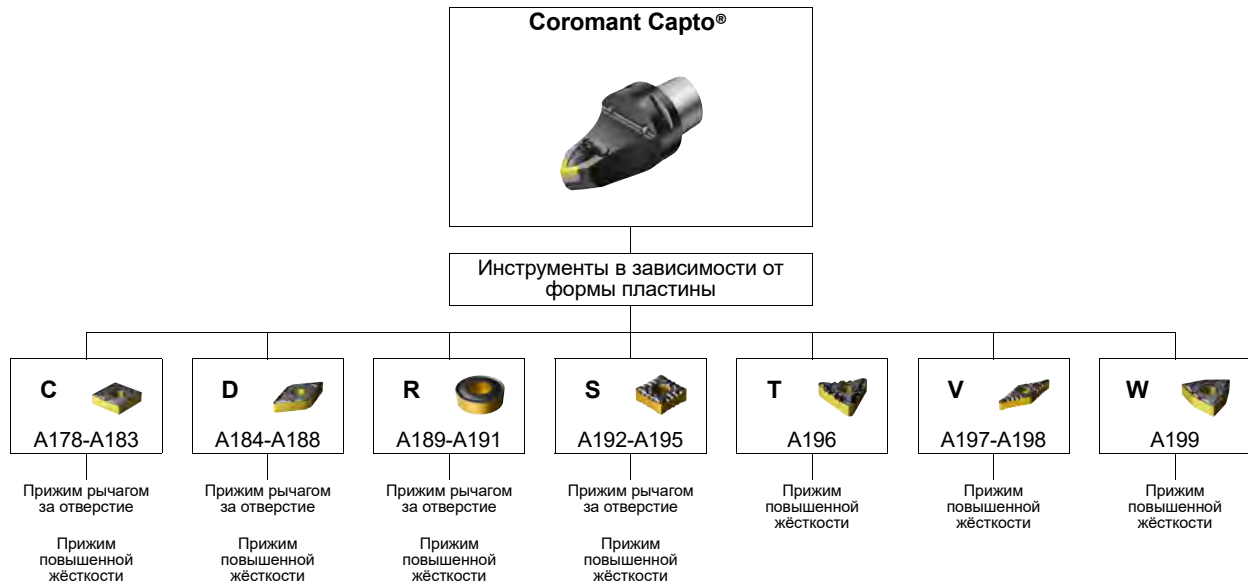 Coromant Capto®
Инструменты в зависимости от
формы пластины
C
A178-A183
D
A184-A188
R
A189-A191
S
A192-A195
T
A196
V
A197-A198
W
A199
Прижим рычагом
за отверстие
Прижим
повышенной
жёсткости
Прижим рычагом
за отверстие
Прижим
повышенной
жёсткости
Прижим рычагом
за отверстие
Прижим
повышенной
жёсткости
Прижим рычагом
за отверстие
Прижим
повышенной
жёсткости
Прижим
повышенной
жёсткости
Прижим
повышенной
жёсткости
Прижим
повышенной
жёсткости